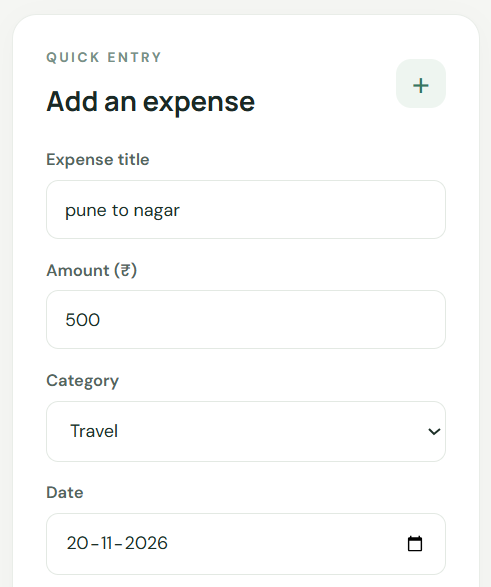 QUICK ENTRY
Add an expense
+
Expense title
pune to nagar
Amount (₹)
500
Category
Travel
Date
20-11-2026